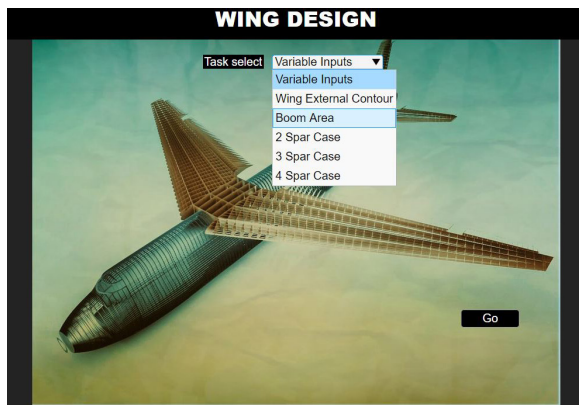 WING DESIGN
Task select Variable Inputs
Variable Inputs
Wing External Contour
Boom Area
2 Spar Case
3 Spar Case
4 Spar Case
Go